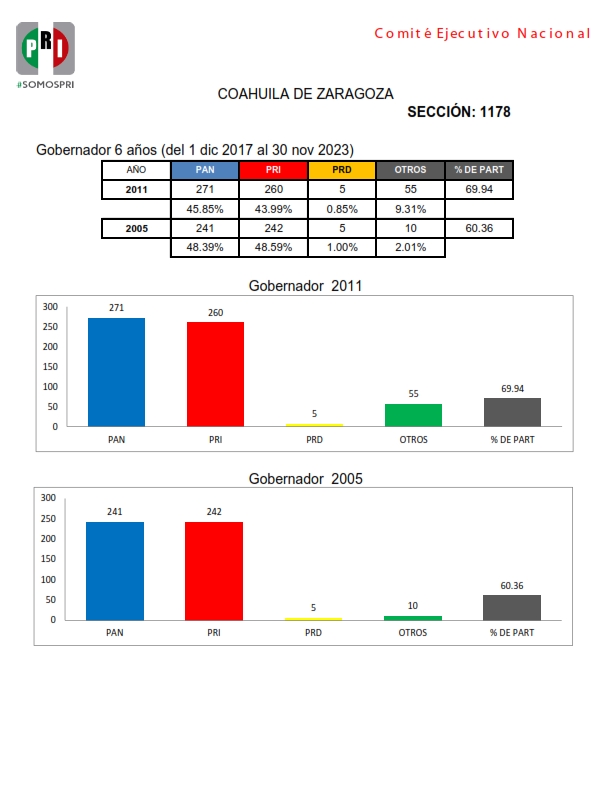 PRI
#SOMOSPRI
Comité Ejecutivo Nacional
COAHUILA DE ZARAGOZA
SECCIÓN: 1178
Gobernador 6 años (del 1 dic 2017 al 30 nov 2023)
AÑO PAN PRI PRD OTROS % DE PART
2011 271 260 5 55 69.94
45.85% 43.99% 0.85% 9.31%
2005 241 242 5 10 60.36
48.39% 48.59% 1.00% 2.01%
Gobernador 2011
300
250
200
150
100
50
0
271
260
5
55
69.94
PAN PRI PRD OTROS % DE PART
Gobernador 2005
300
250
200
150
100
50
0
241
242
5
10
60.36
PAN PRI PRD OTROS % DE PART